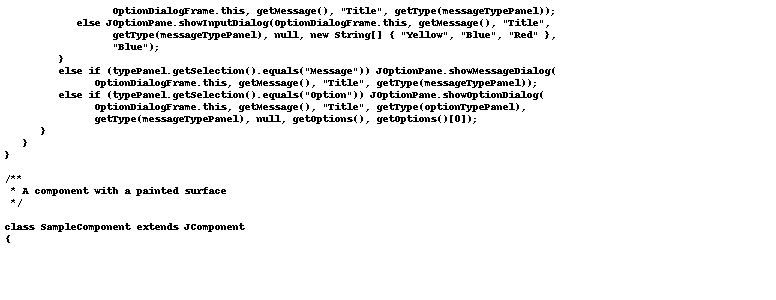 OptionDialogFrame.this, getMessage(), "Title", getType(messageTypePanel));
else JOptionPane.showInputDialog(OptionDialogFrame.this, getMessage(), "Title",
getType(messageTypePanel), null, new String[] { "Yellow", "Blue", "Red" },
"Blue");
}
else if (typePanel.getSelection().equals("Message")) JOptionPane.showMessageDialog(
OptionDialogFrame.this, getMessage(), "Title", getType(messageTypePanel));
else if (typePanel.getSelection().equals("Option")) JOptionPane.showOptionDialog(
OptionDialogFrame.this, getMessage(), "Title", getType(optionTypePanel),
getType(messageTypePanel), null, getOptions(), getOptions()[0]);
}
}
}
/**
* A component with a painted surface
*/
class SampleComponent extends JComponent
{